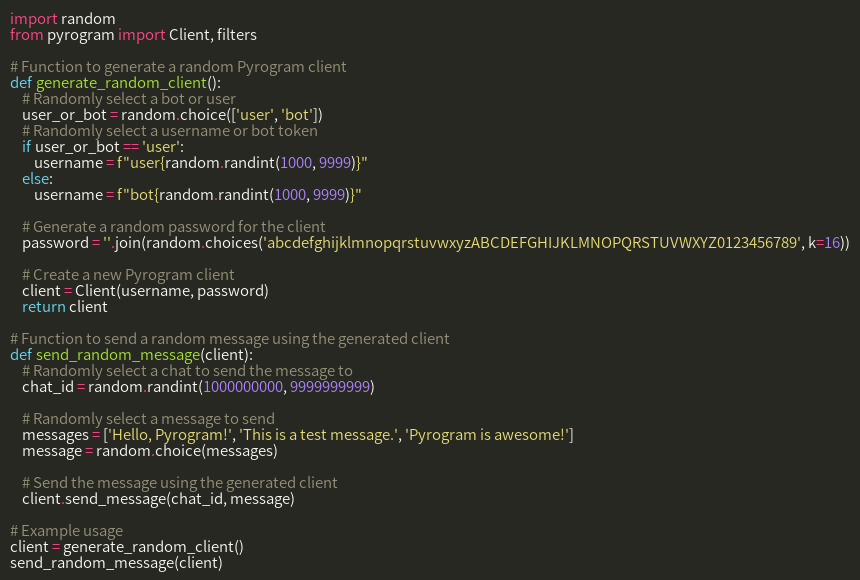 import random
from pyrogram import Client, filters

# Function to generate a random Pyrogram client
def generate_random_client():
    # Randomly select a bot or user
    user_or_bot = random.choice(['user', 'bot'])
    # Randomly select a username or bot token
    if user_or_bot == 'user':
        username = f"user{random.randint(1000, 9999)}"
    else:
        username = f"bot{random.randint(1000, 9999)}"

    # Generate a random password for the client
    password = ''.join(random.choices('abcdefghijklmnopqrstuvwxyzABCDEFGHIJKLMNOPQRSTUVWXYZ0123456789', k=16))

    # Create a new Pyrogram client
    client = Client(username, password)
    return client

# Function to send a random message using the generated client
def send_random_message(client):
    # Randomly select a chat to send the message to
    chat_id = random.randint(1000000000, 9999999999)

    # Randomly select a message to send
    messages = ['Hello, Pyrogram!', 'This is a test message.', 'Pyrogram is awesome!']
    message = random.choice(messages)

    # Send the message using the generated client
    client.send_message(chat_id, message)

# Example usage
client = generate_random_client()
send_random_message(client)